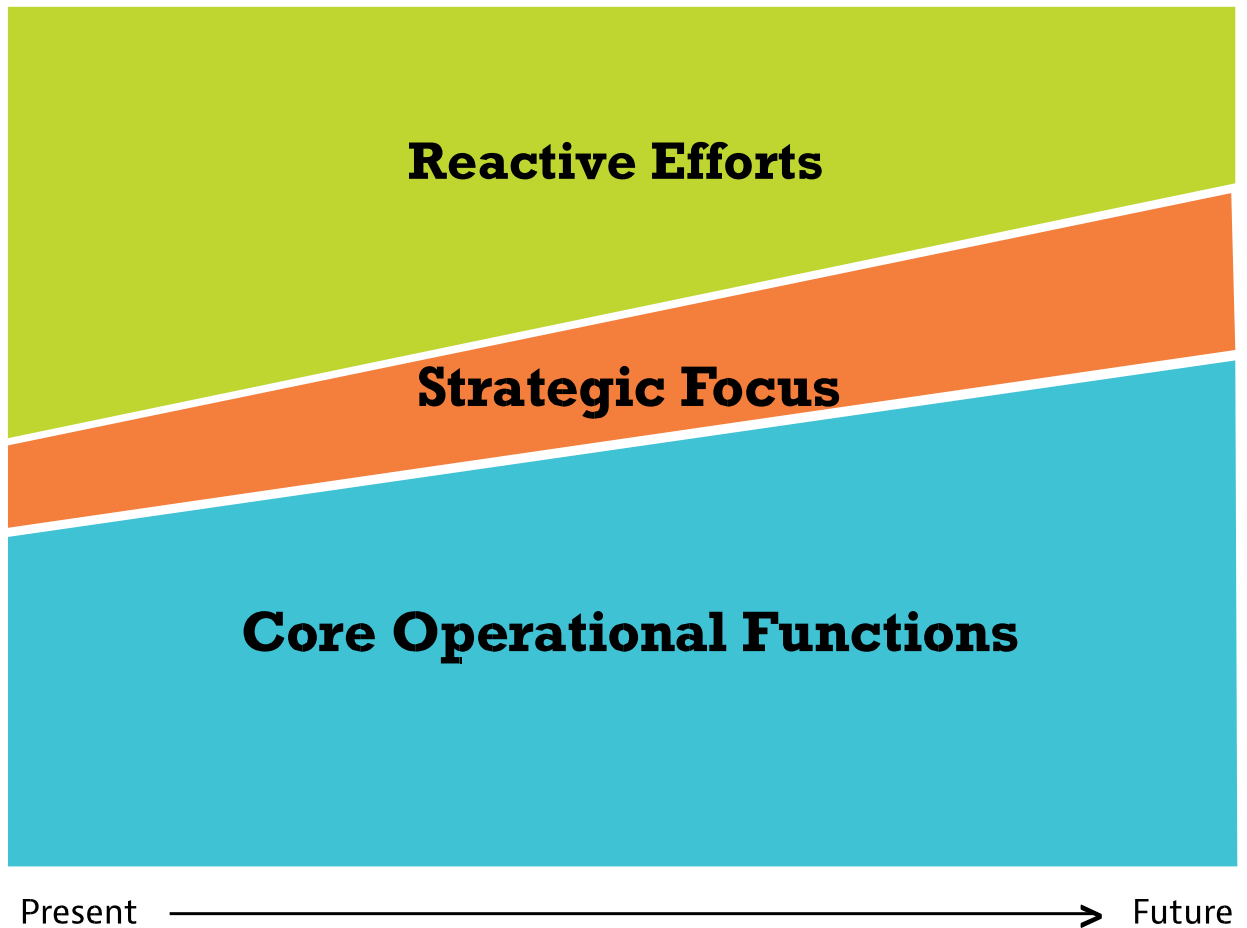 Reactive Efforts
Strategic Focus
Core Operational Functions
Present
Future